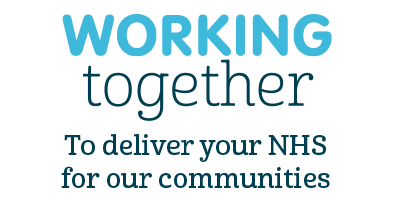 WORKING
together
To deliver your NHS
for our communities